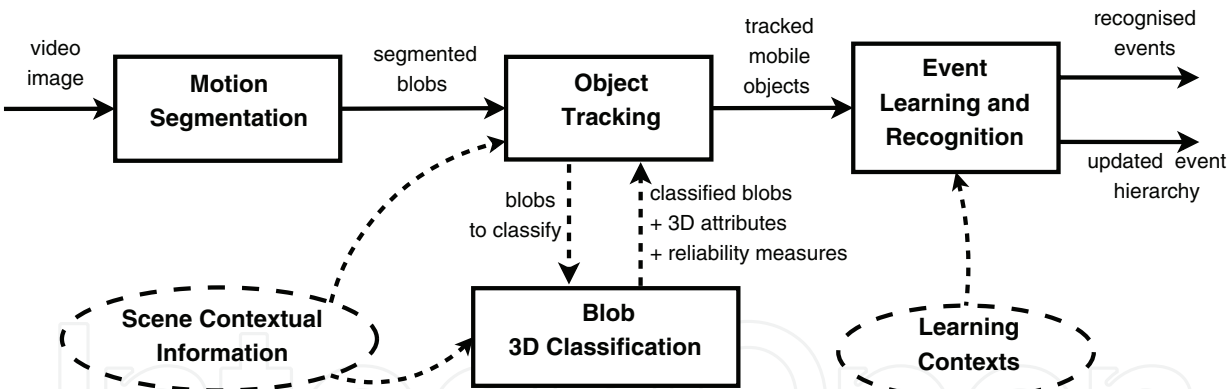 video
image
Motion
Segmentation
segmented
blobs
Object
Tracking
tracked
mobile
objects
Event
Learning and
Recognition
recognised
events
updated event
hierarchy
blobs
to classify
classified blobs
+ 3D attributes
+ reliability measures
Scene Contextual
Information
Blob
3D Classification
Learning
Contexts